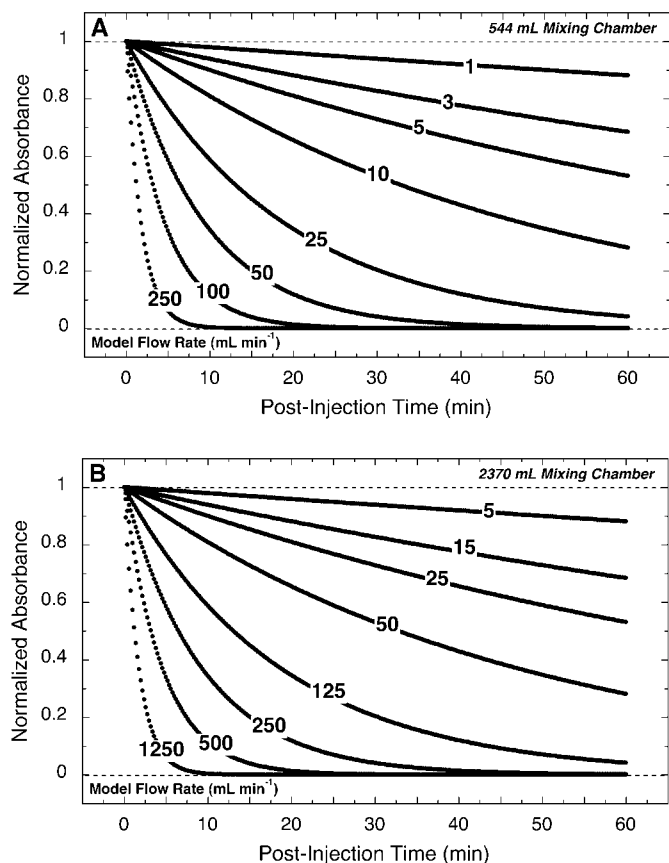 A
544 mL Mixing Chamber
1
0.8
0.6
0.4
0.2
0
Normalized Absorbance
1
3
5
10
25
50
100
250
Model Flow Rate (mL min-1)
0 10 20 30 40 50 60
Post-Injection Time (min)
B
2370 mL Mixing Chamber
1
0.8
0.6
0.4
0.2
0
Normalized Absorbance
5
15
25
50
125
250
500
1250
Model Flow Rate (mL min-1)
0 10 20 30 40 50 60
Post-Injection Time (min)